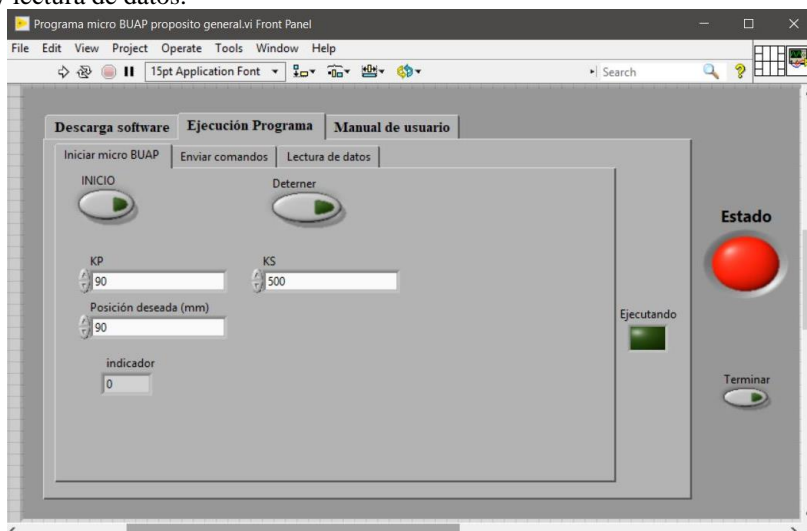 y lectura de datos.
Programa micro BUAP proposito general.vi Front Panel
File Edit View Project Operate Tools Window Help
15pt Application Font
Search
Descarga software Ejecución Programa Manual de usuario
Iniciar micro BUAP Enviar comandos Lectura de datos
INICIO Deterner
Estado
KP KS
90 500
Posición deseada (mm)
90
Ejecutando
indicador
0
Terminar